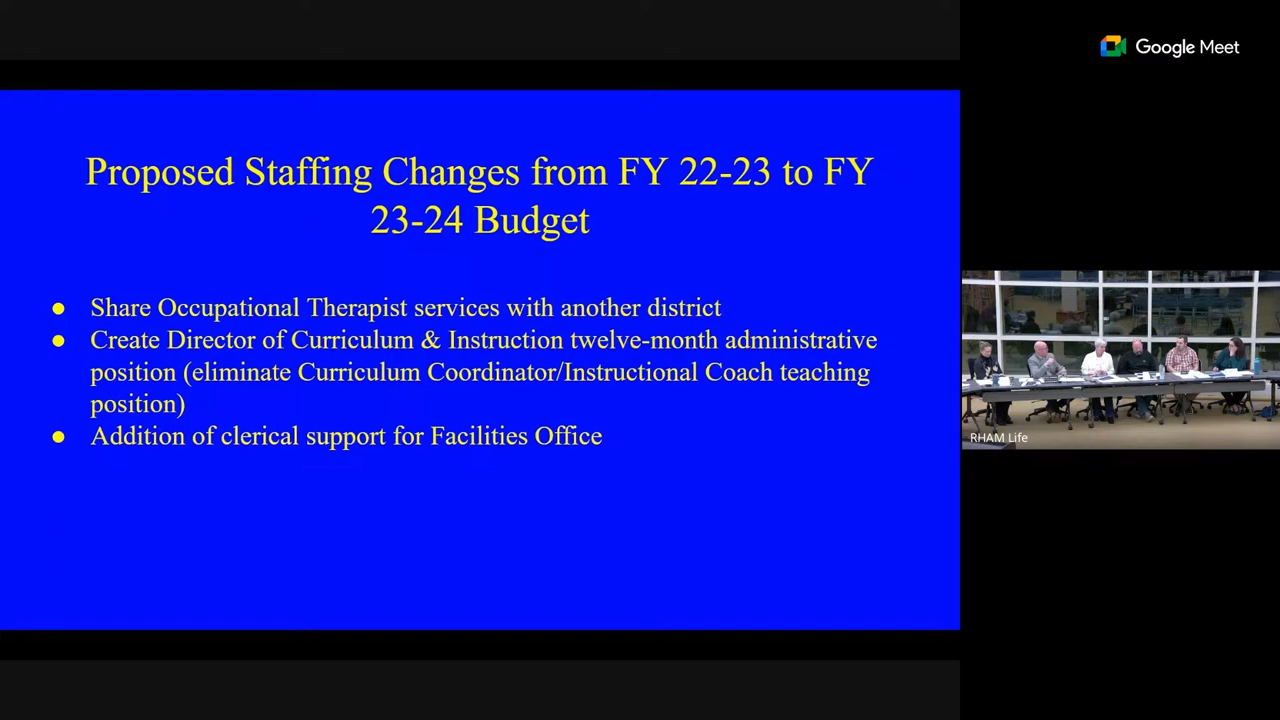 Google Meet
Proposed Staffing Changes from FY 22-23 to FY
23-24 Budget
● Share Occupational Therapist services with another district
● Create Director of Curriculum & Instruction twelve-month administrative
position (eliminate Curriculum Coordinator/Instructional Coach teaching
position)
● Addition of clerical support for Facilities Office
RHAM Life